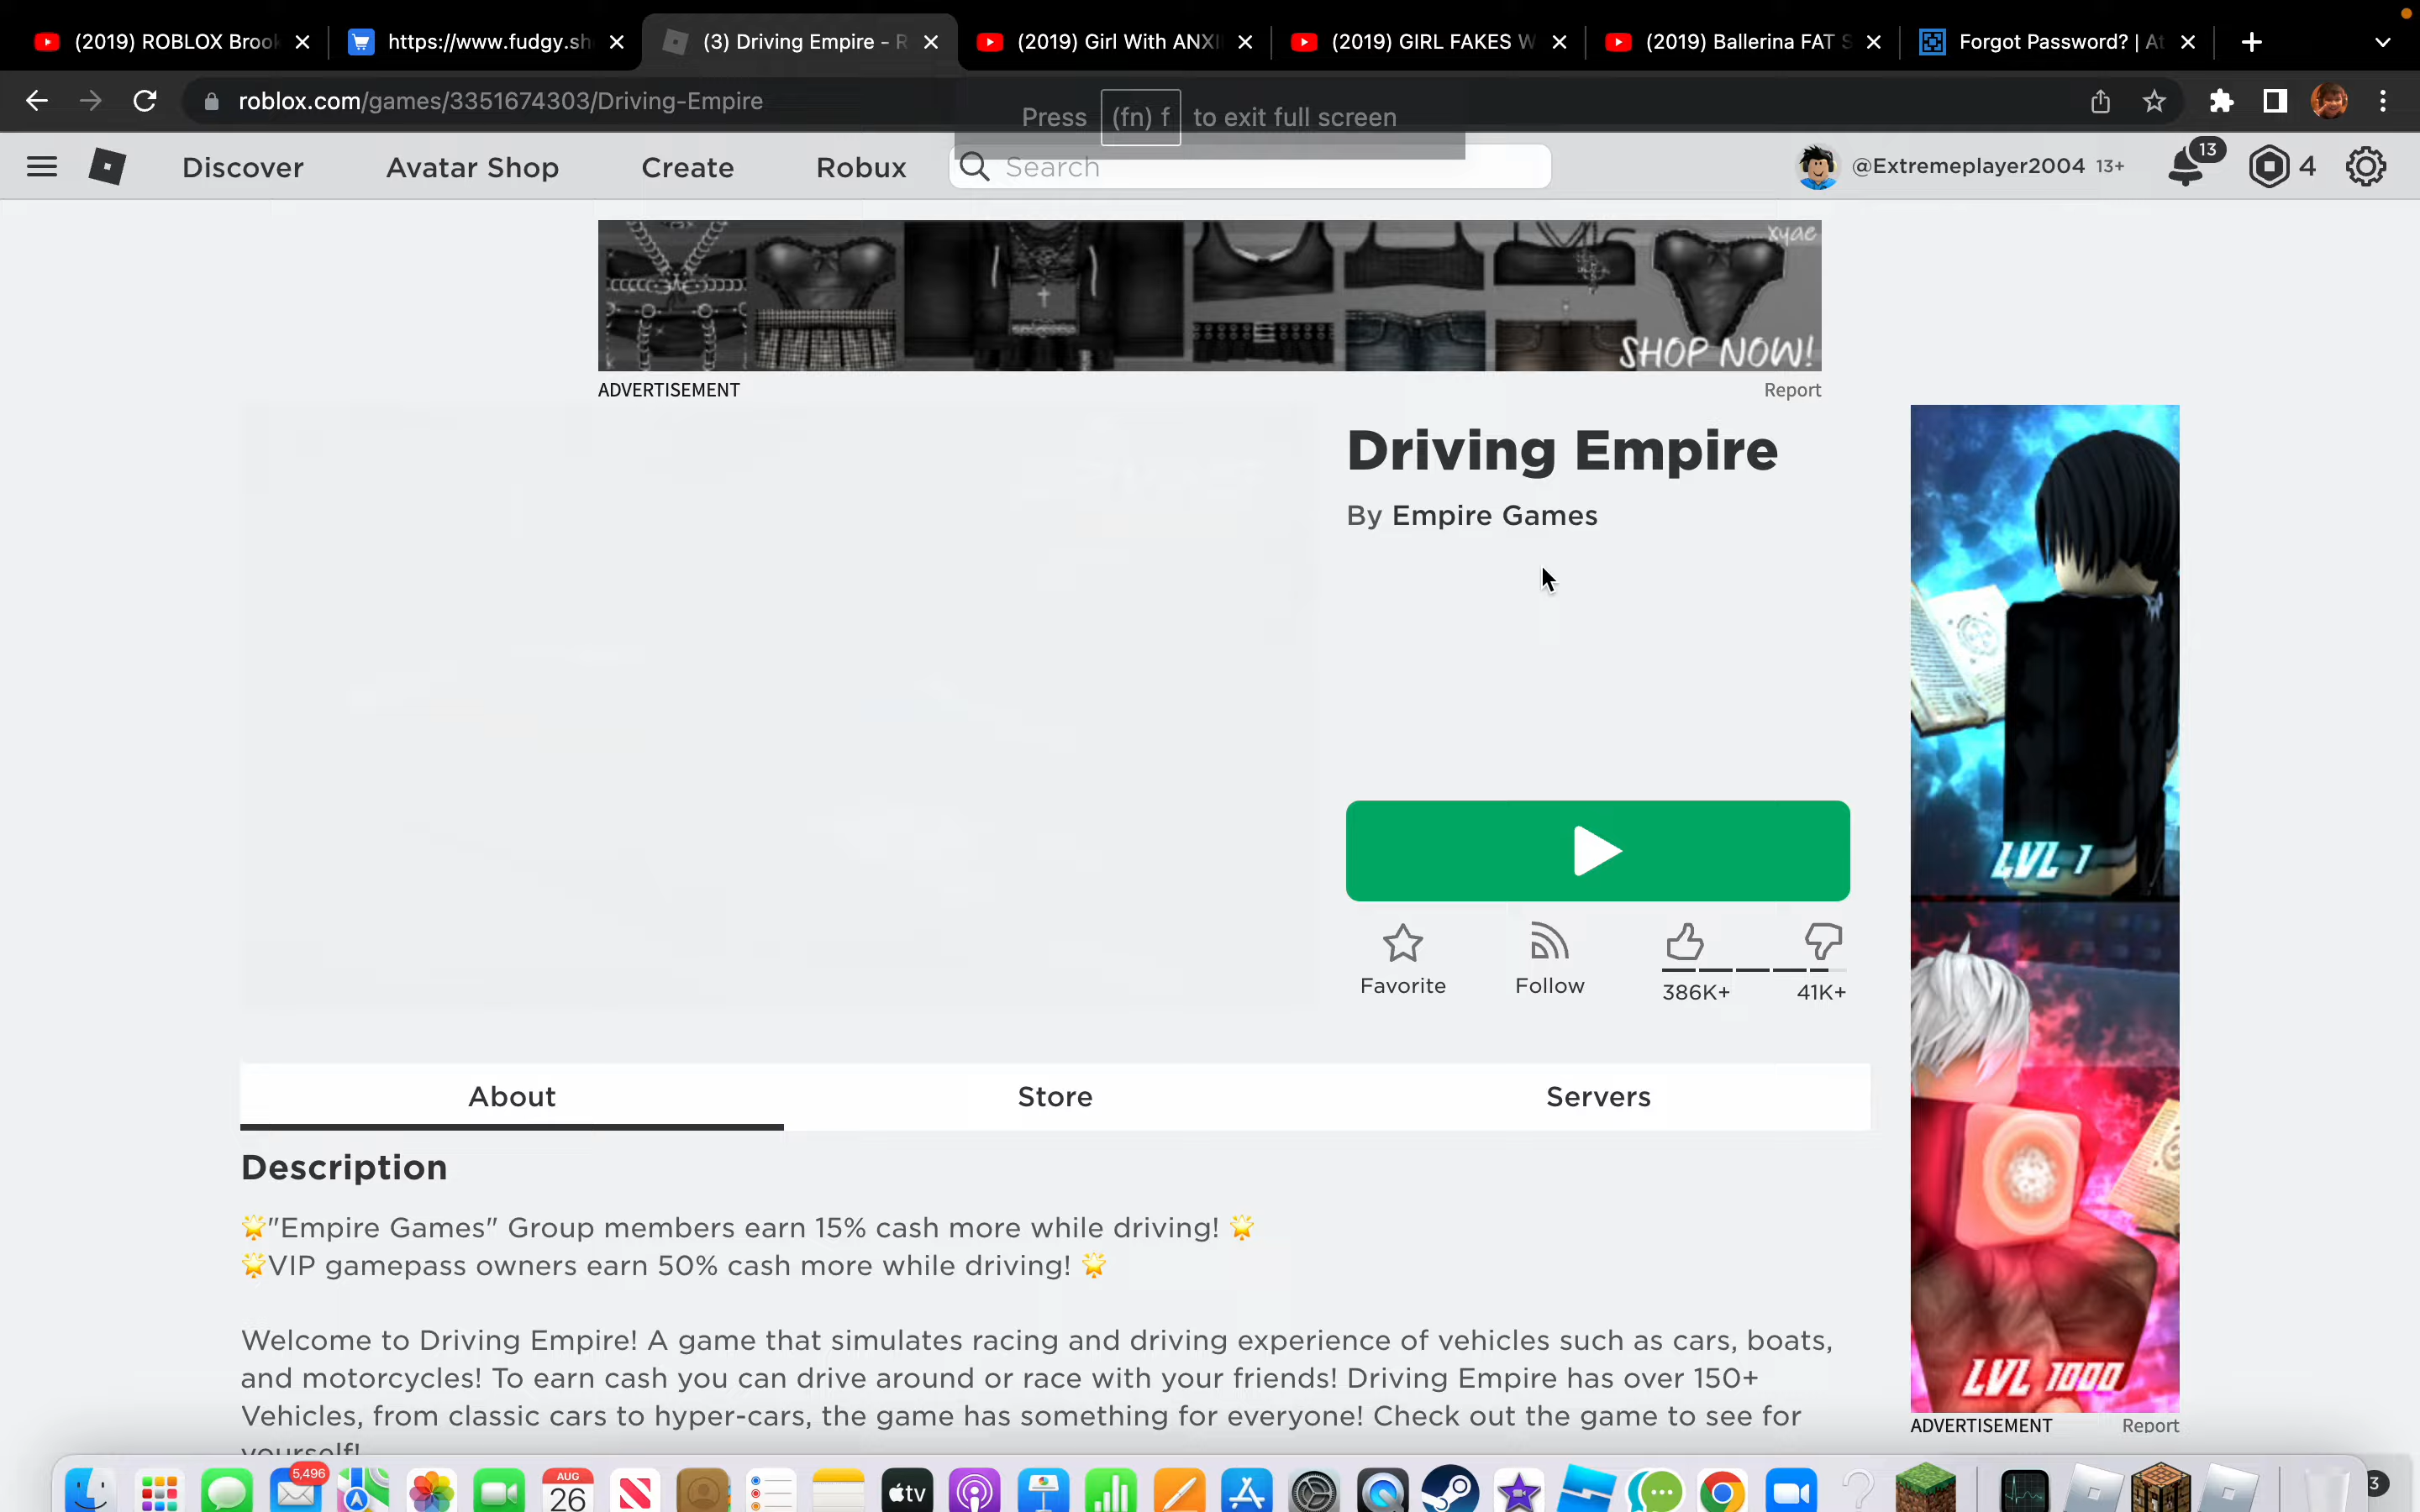 (2019) ROBLOX Brook
https://www.fudgy.sh
(3) Driving Empire - R
(2019) Girl With ANXI
(2019) GIRL FAKES W
(2019) Ballerina FAT S
Forgot Password? | At
roblox.com/games/3351674303/Driving-Empire
Press (fn) f to exit full screen
Discover
Avatar Shop
Create
Robux
Search
@Extremeplayer2004 13+
13
4
xyae
SHOP NOW!
ADVERTISEMENT
Report
Driving Empire
By Empire Games
LVL 1
Favorite
Follow
386K+
41K+
About
Store
Servers
Description
🌟"Empire Games" Group members earn 15% cash more while driving! 🌟
🌟VIP gamepass owners earn 50% cash more while driving! 🌟
Welcome to Driving Empire! A game that simulates racing and driving experience of vehicles such as cars, boats,
and motorcycles! To earn cash you can drive around or race with your friends! Driving Empire has over 150+
Vehicles, from classic cars to hyper-cars, the game has something for everyone! Check out the game to see for
yourself!
LVL 1000
ADVERTISEMENT
Report
5,496
AUG
26
tv
3